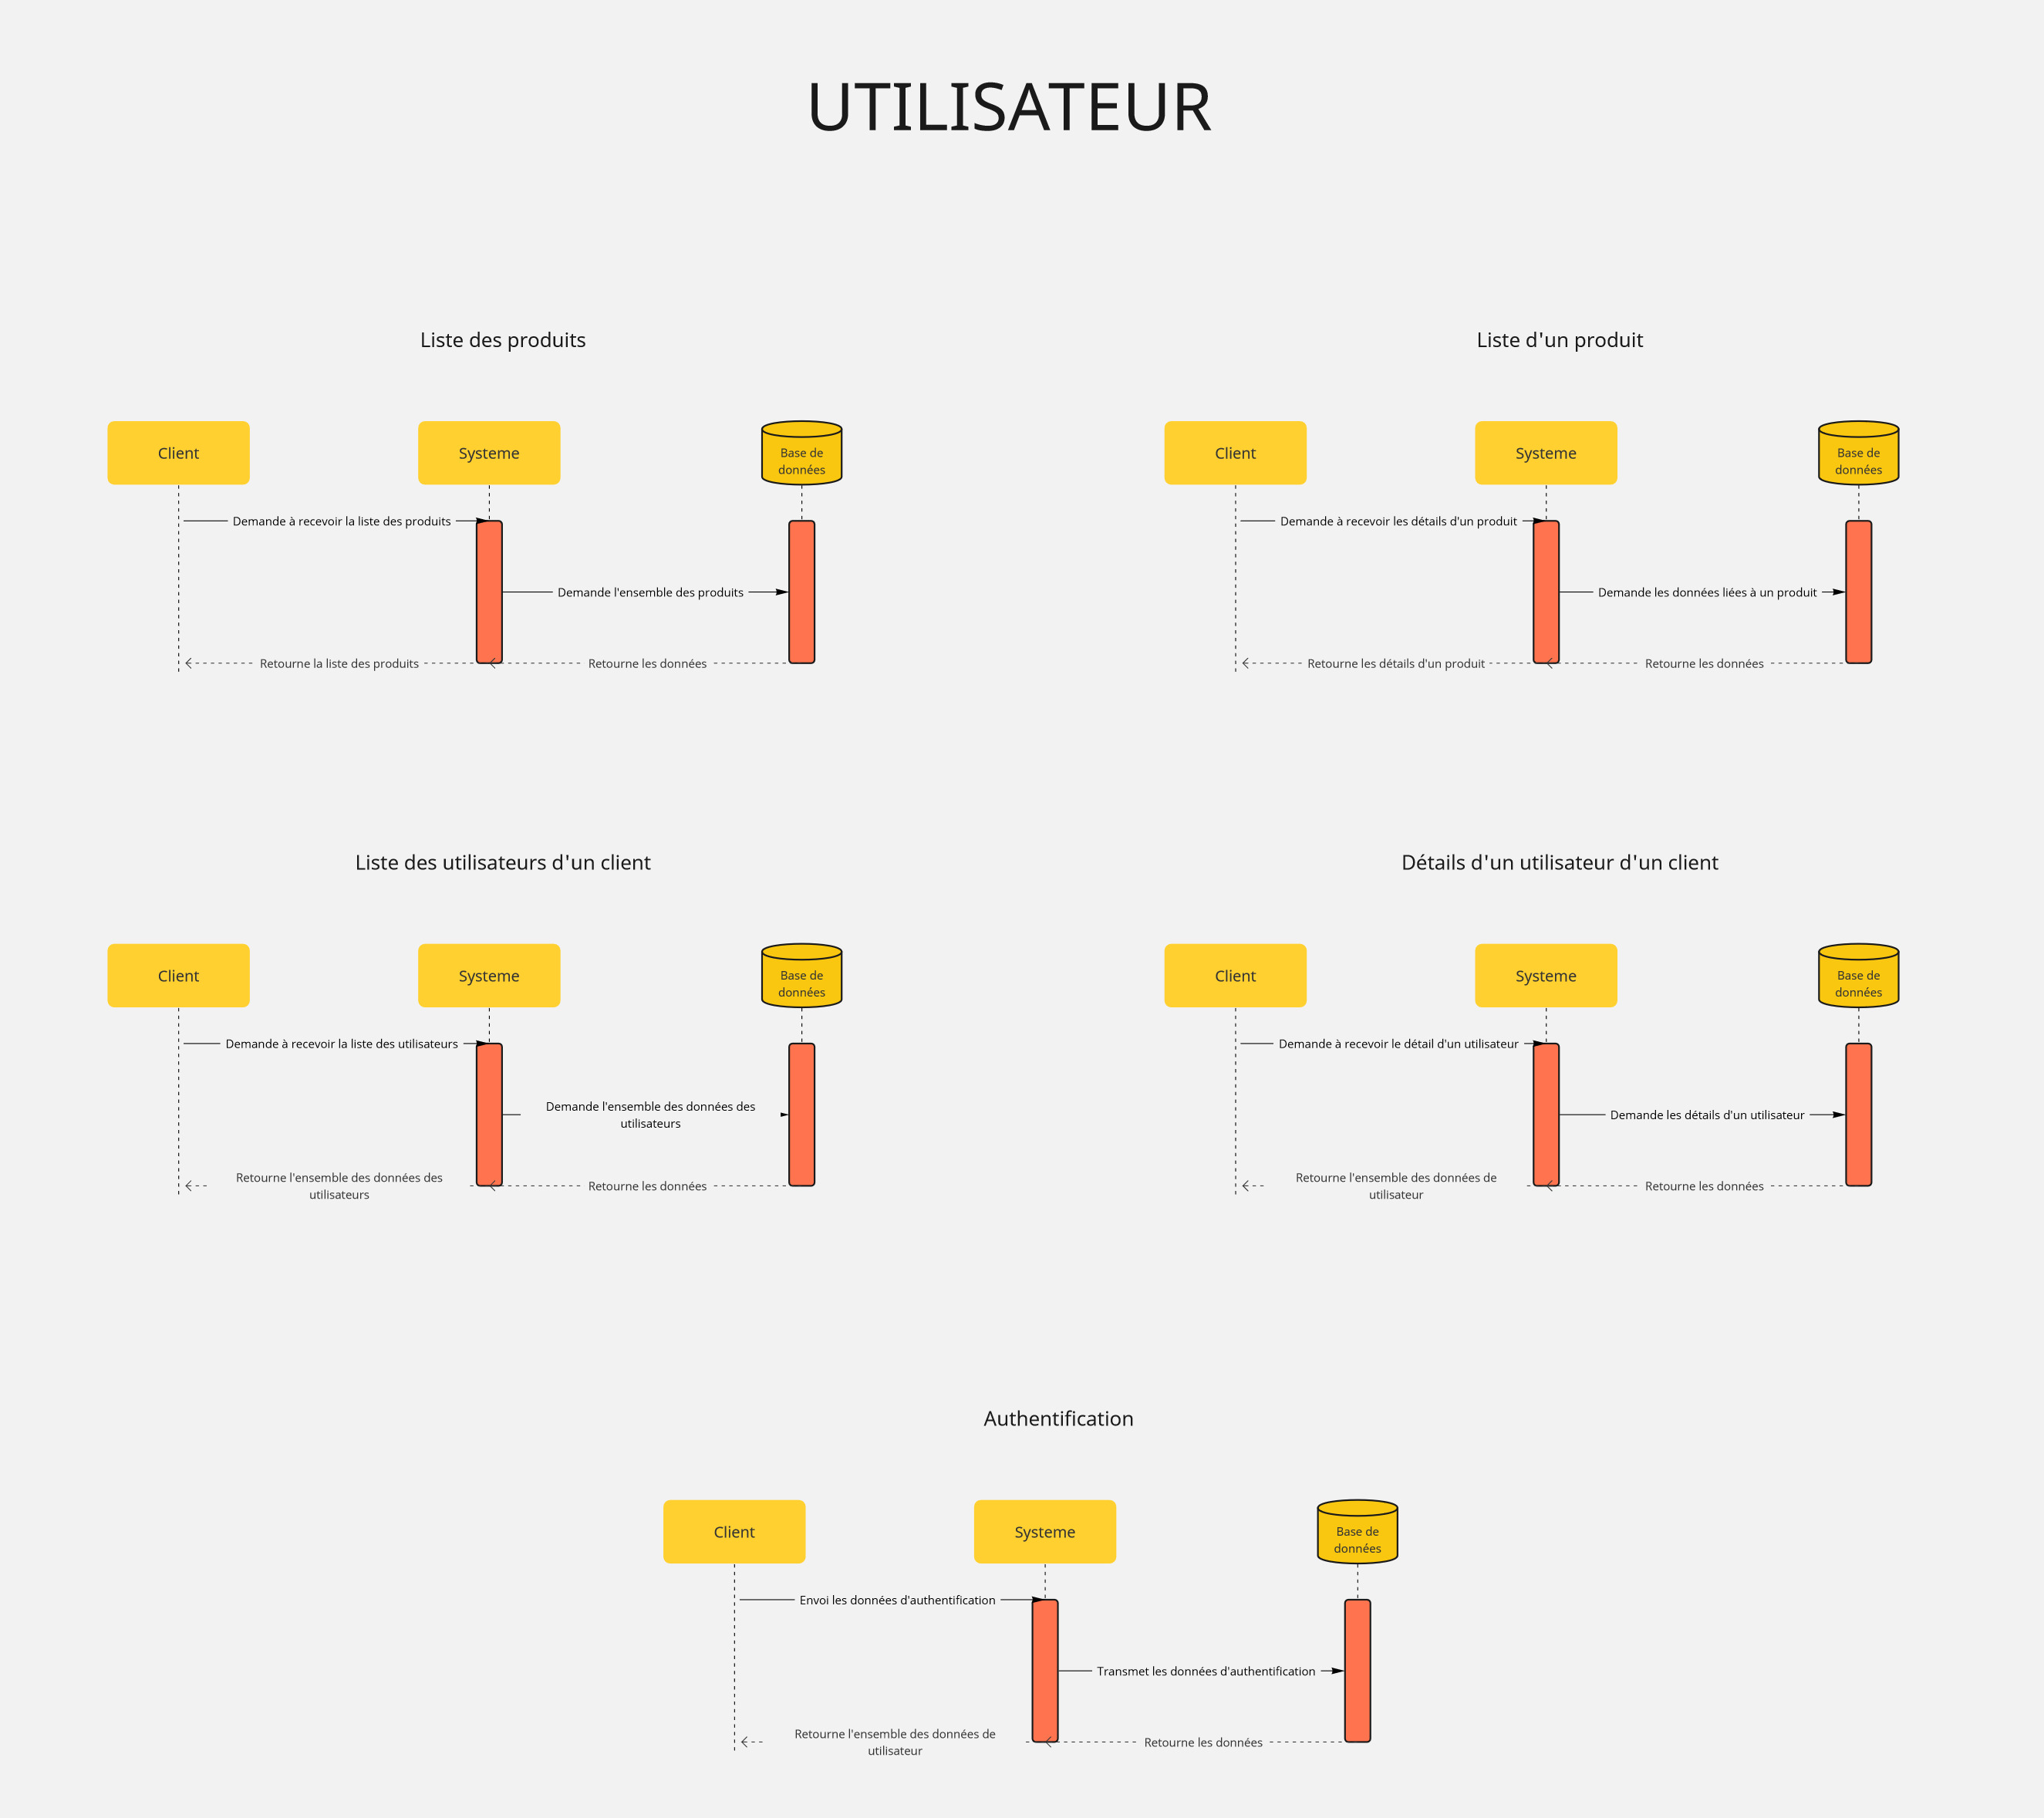 UTILISATEUR
Liste des produits
Client
Systeme
Base de
données
Demande à recevoir la liste des produits
Demande l'ensemble des produits
Retourne la liste des produits
Retourne les données
Liste d'un produit
Client
Systeme
Base de
données
Demande à recevoir les détails d'un produit
Demande les données liées à un produit
Retourne les détails d'un produit
Retourne les données
Liste des utilisateurs d'un client
Client
Systeme
Base de
données
Demande à recevoir la liste des utilisateurs
Demande l'ensemble des données des
utilisateurs
Retourne l'ensemble des données des
utilisateurs
Retourne les données
Détails d'un utilisateur d'un client
Client
Systeme
Base de
données
Demande à recevoir le détail d'un utilisateur
Demande les détails d'un utilisateur
Retourne l'ensemble des données de
utilisateur
Retourne les données
Authentification
Client
Systeme
Base de
données
Envoi les données d'authentification
Transmet les données d'authentification
Retourne l'ensemble des données de
utilisateur
Retourne les données